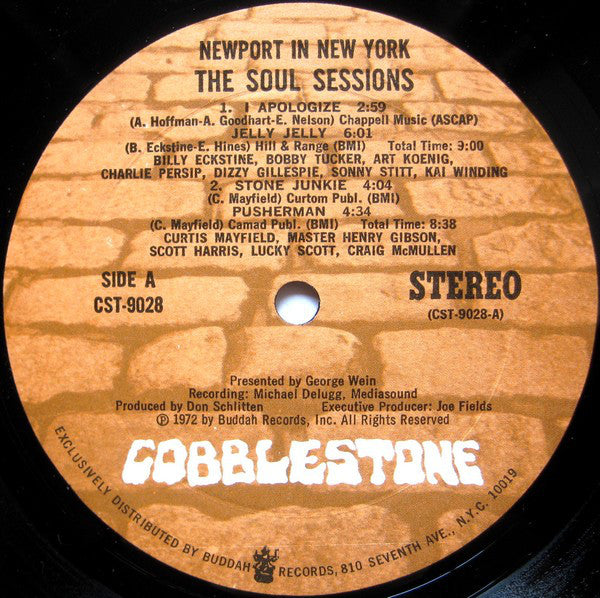 NEWPORT IN NEW YORK
THE SOUL SESSIONS
1. I APOLOGIZE 2:59
(A. Hoffman-A. Goodhart-E. Nelson) Chappell Music (ASCAP)
JELLY JELLY 6:01
(B. Eckstine-E. Hines) Hill & Range (BMI) Total Time: 9:00
BILLY ECKSTINE, BOBBY TUCKER, ART KOENIG,
CHARLIE PERSIP, DIZZY GILLESPIE, SONNY STITT, KAI WINDING
2. STONE JUNKIE 4:04
(C. Mayfield) Curtom Publ. (BMI)
PUSHERMAN 4:34
(C. Mayfield) Camad Publ. (BMI) Total Time: 8:38
CURTIS MAYFIELD, MASTER HENRY GIBSON,
SCOTT HARRIS, LUCKY SCOTT, CRAIG McMULLEN
SIDE A
CST-9028
STEREO
(CST-9028-A)
Presented by George Wein
Recording: Michael Delugg, Mediasound
Produced by Don Schlitten Executive Producer: Joe Fields
Ⓟ 1972 by Buddah Records, Inc. All Rights Reserved
COBBLESTONE
EXCLUSIVELY DISTRIBUTED BY BUDDAH RECORDS, 810 SEVENTH AVE., N.Y.C. 10019